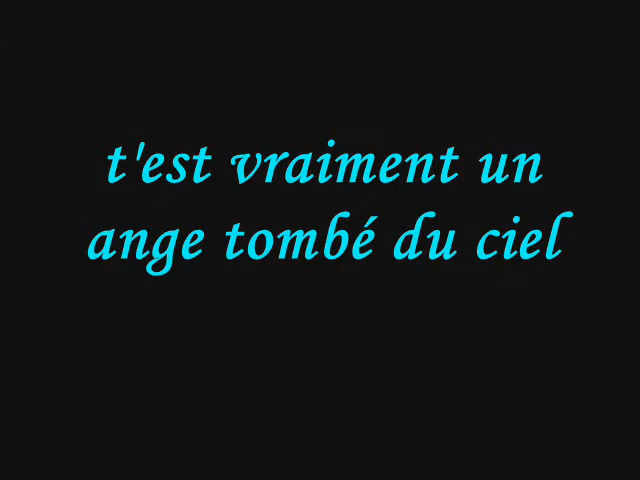 t'est vraiment un
ange tombé du ciel